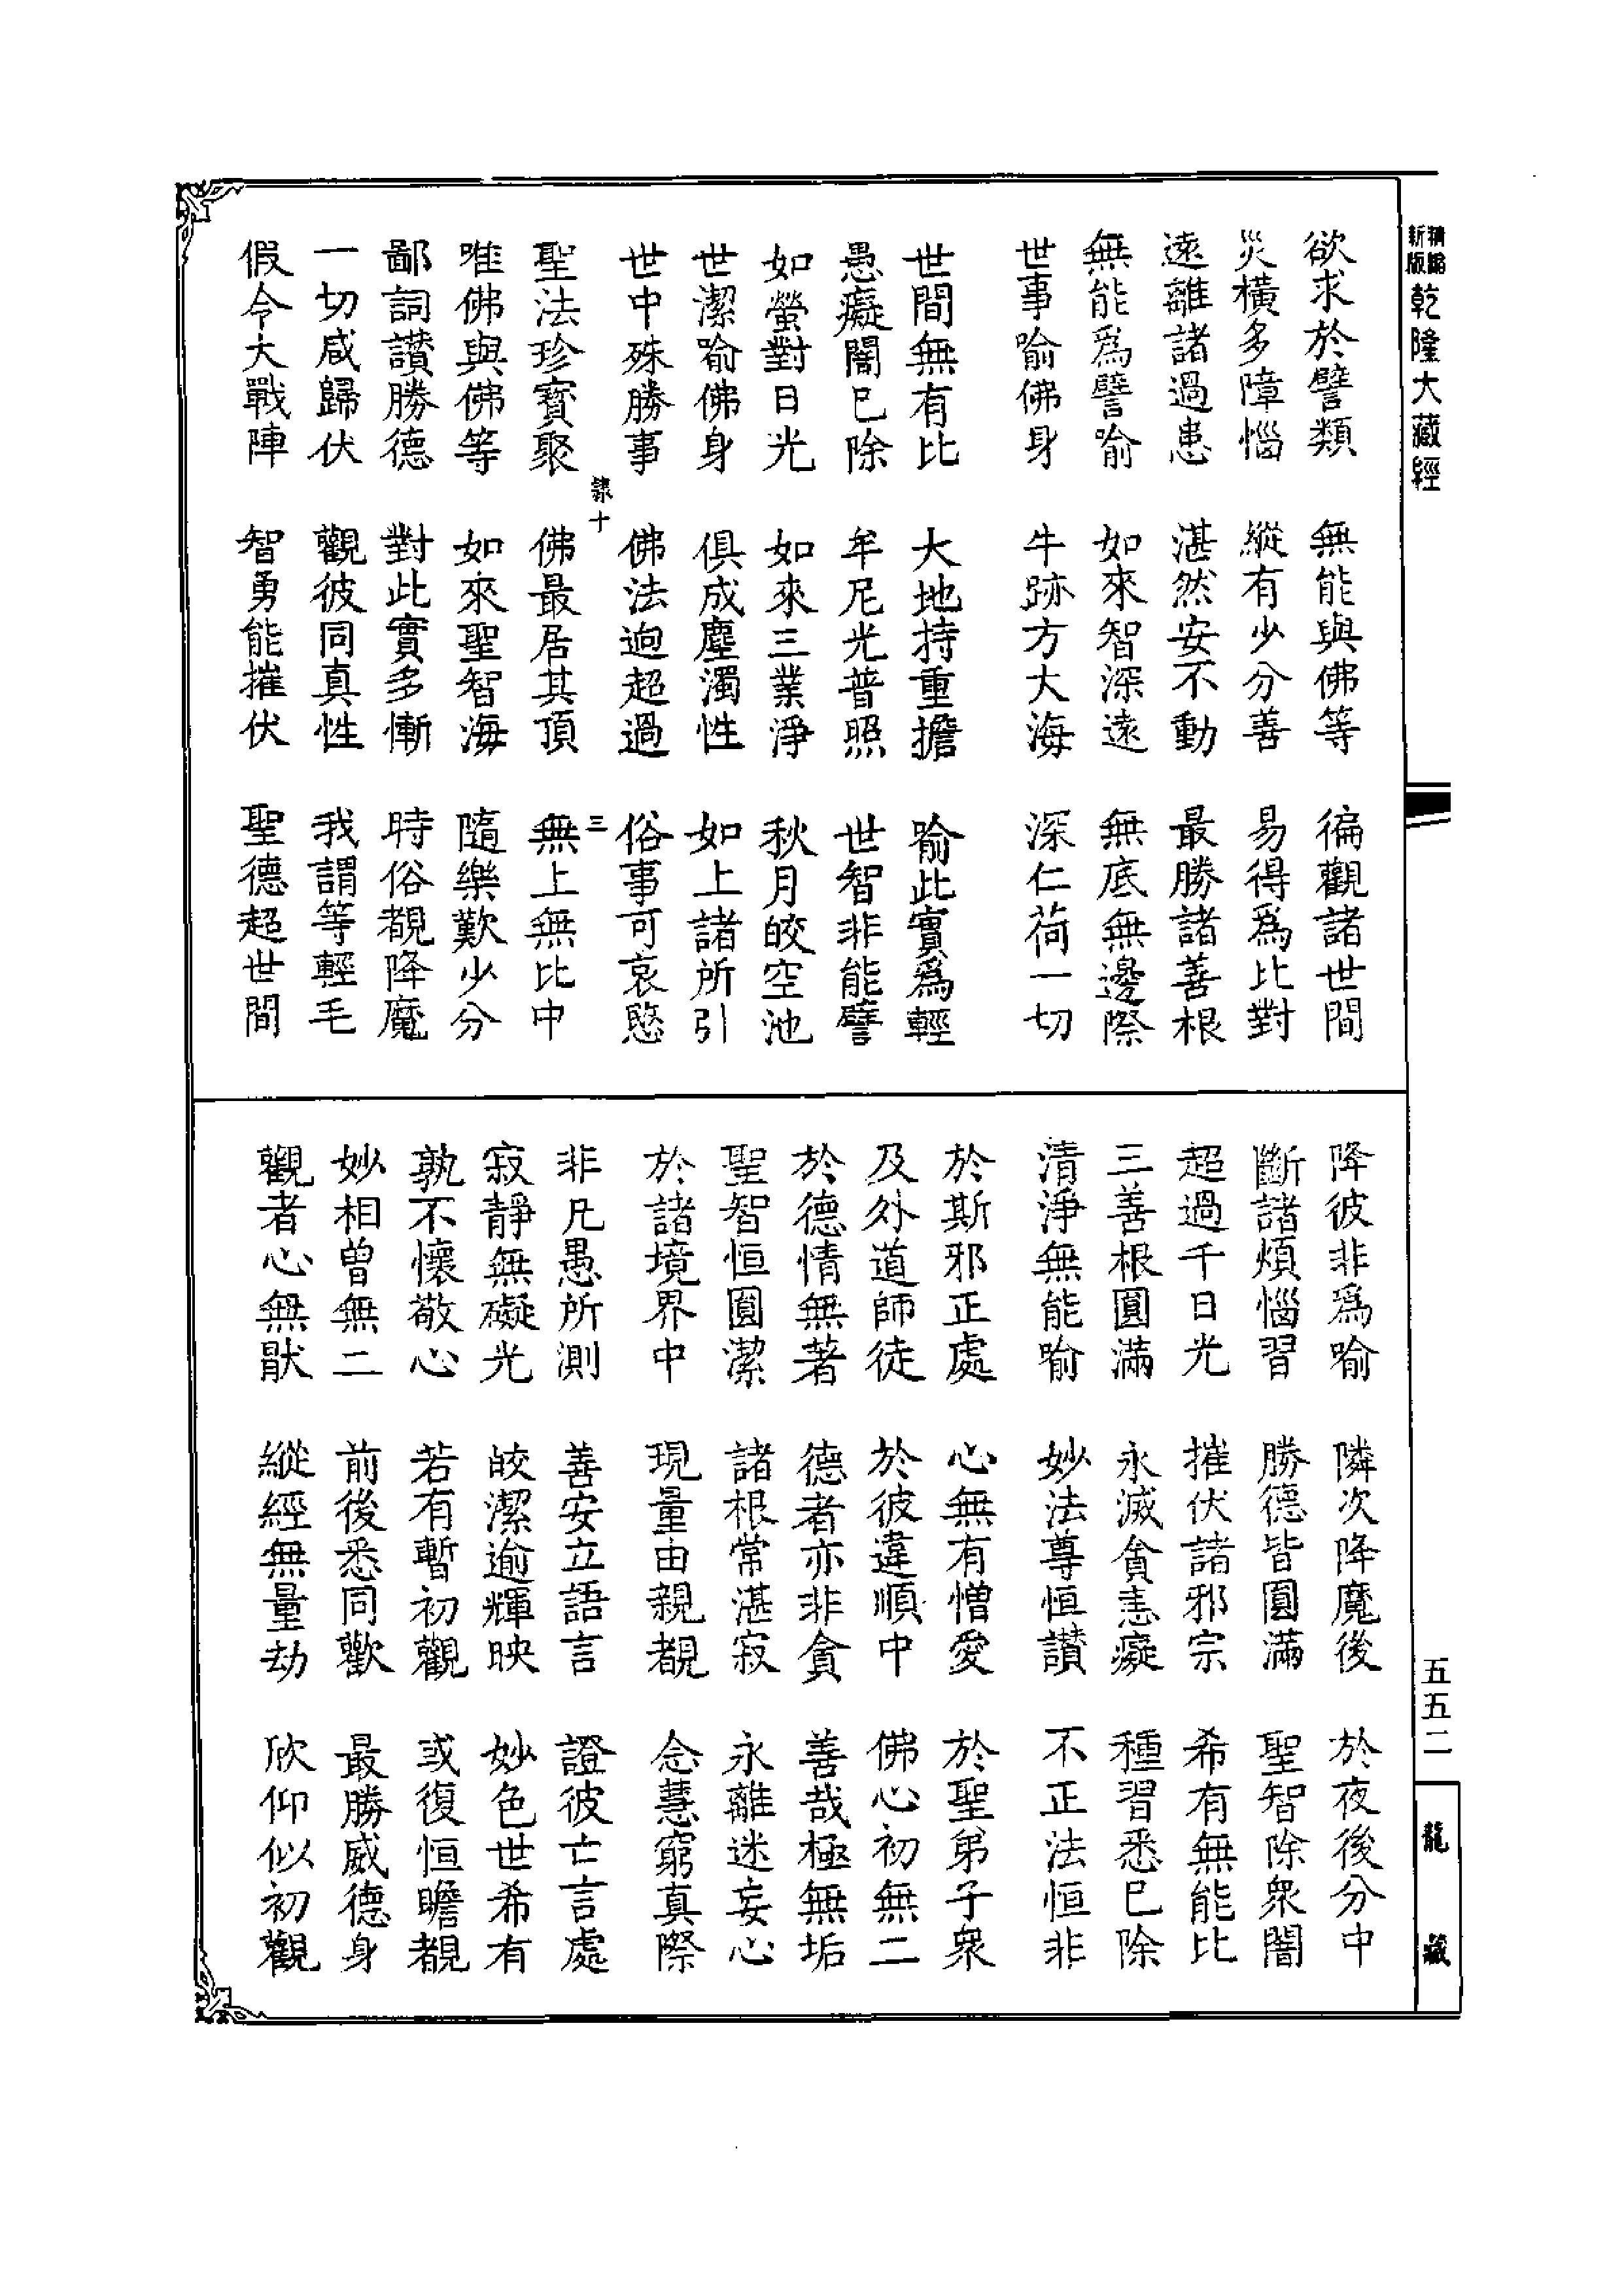 精縮新版乾隆大藏經
欲求於譬類　無能與佛等　徧觀諸世間
災橫多障惱　縱有少分善　易得爲比對
遠離諸過患　湛然安不動　最勝諸善根
無能爲譬喻　如來智深遠　無底無邊際
世事喻佛身　牛跡方大海　深仁荷一切
世間無有比　大地持重擔　喻此實爲輕
愚癡闇已除　牟尼光普照　世智非能譬
如螢對日光　如來三業淨　秋月皎空池
世潔喻佛身　俱成塵濁性　如上諸所引
世中殊勝事　佛法逈超過　俗事可哀愍
隸十　三
聖法珍寶聚　佛最居其頂　無上無比中
唯佛與佛等　如來聖智海　隨樂歎少分
鄙詞讚勝德　對此實多慚　時俗覩降魔
一切咸歸伏　觀彼同真性　我謂等輕毛
假令大戰陣　智勇能摧伏　聖德超世間
降彼非爲喻　隣次降魔後　於夜後分中
斷諸煩惱習　勝德皆圓滿　聖智除衆闇
超過千日光　摧伏諸邪宗　希有無能比
三善根圓滿　永滅貪恚癡　種習悉已除
清淨無能喻　妙法尊恒讚　不正法恒非
於斯邪正處　心無有憎愛　於聖弟子衆
及外道師徒　於彼違順中　佛心初無二
於德情無著　德者亦非貪　善哉極無垢
聖智恒圓潔　諸根常湛寂　永離迷妄心
於諸境界中　現量由親覩　念慧窮真際
非凡愚所測　善安立語言　證彼亡言處
寂靜無礙光　皎潔逾輝映　妙色世希有
孰不懷敬心　若有暫初觀　或復恒瞻覩
妙相曾無二　前後悉同歡　最勝威德身
觀者心無猒　縱經無量劫　欣仰似初觀
五五二
龍藏